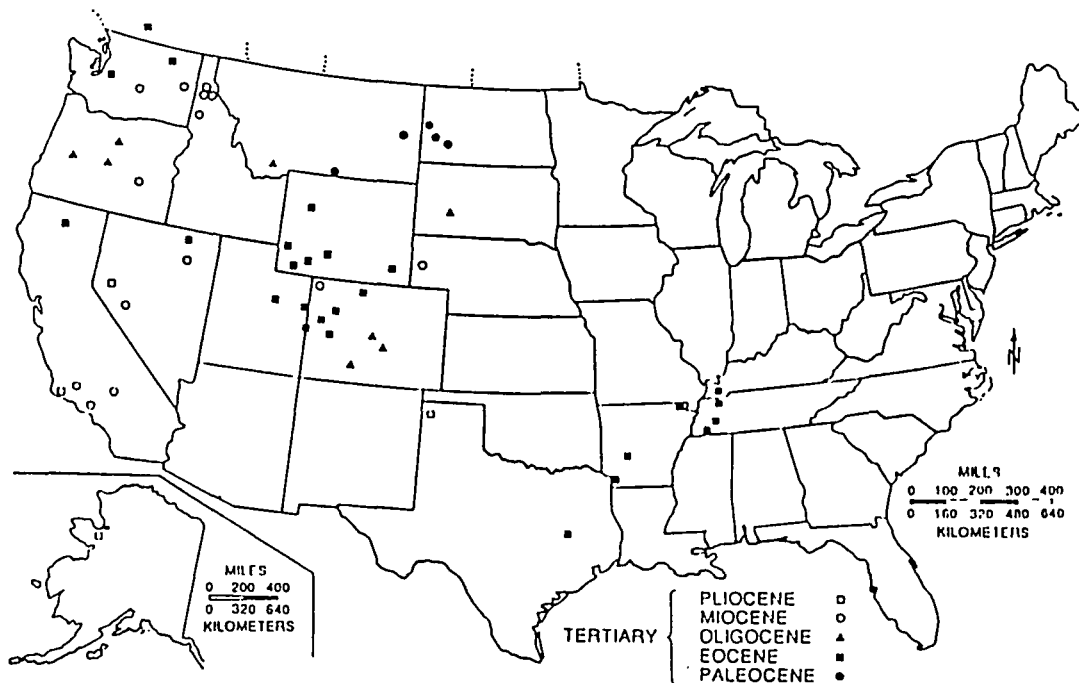 N
MILES
0 100 200 300 400
0 160 320 480 640
KILOMETERS
MILES
0 200 400
0 320 640
KILOMETERS
TERTIARY
PLIOCENE
MIOCENE
OLIGOCENE
EOCENE
PALEOCENE